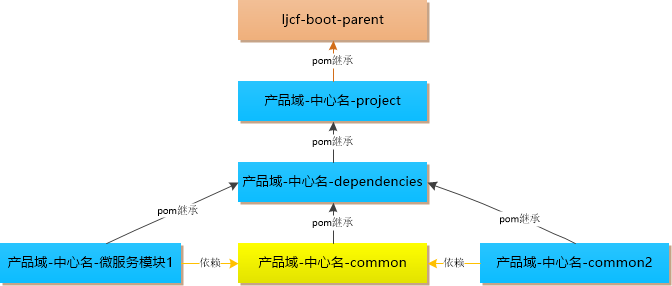 ljcf-boot-parent
pom继承
产品域-中心名-project
pom继承
产品域-中心名-dependencies
pom继承
pom继承
pom继承
产品域-中心名-微服务模块1
依赖
产品域-中心名-common
依赖
产品域-中心名-common2